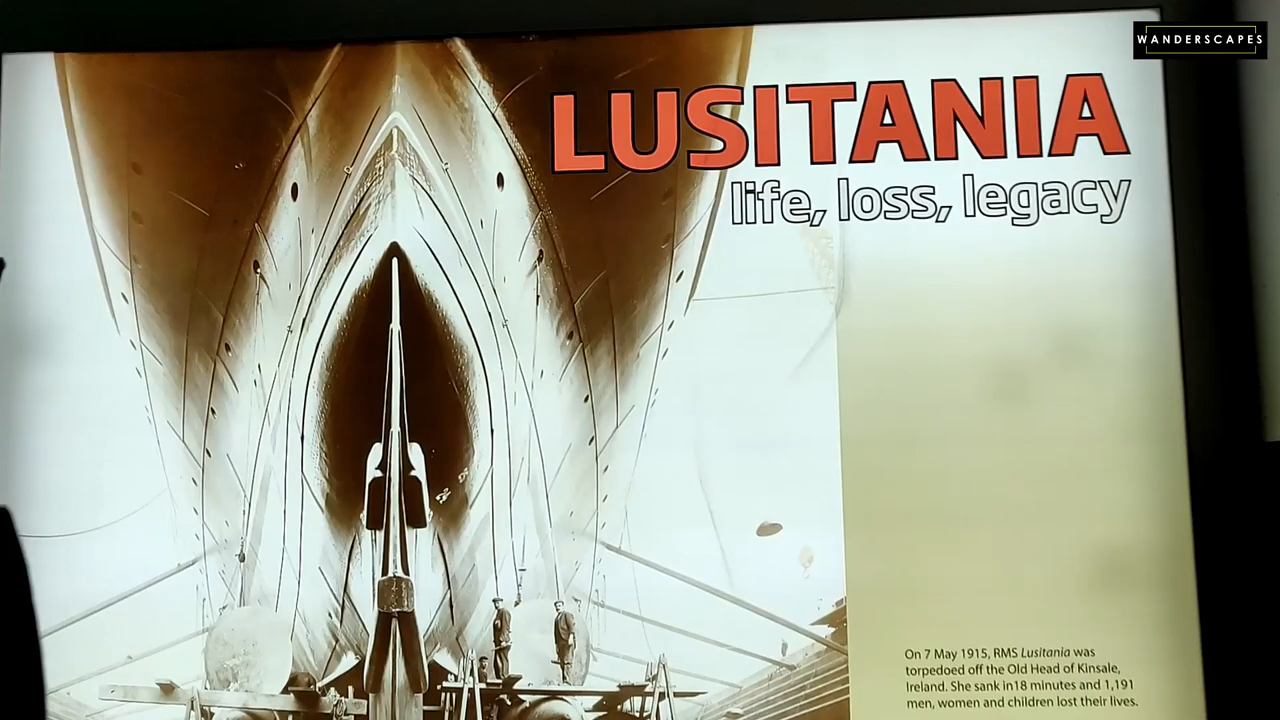 WANDERSCAPES
LUSITANIA
life, loss, legacy
On 7 May 1915, RMS Lusitania was
torpedoed off the Old Head of Kinsale,
Ireland. She sank in18 minutes and 1,191
men, women and children lost their lives.